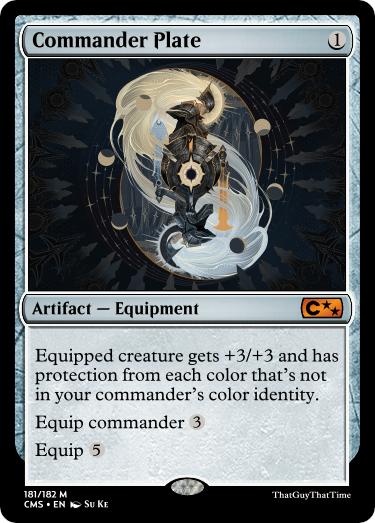 Commander Plate 1
Artifact — Equipment C
Equipped creature gets +3/+3 and has
protection from each color that's not
in your commander's color identity.
Equip commander 3
Equip 5
181/182 M
CMS • EN Su Ke ThatGuyThatTime